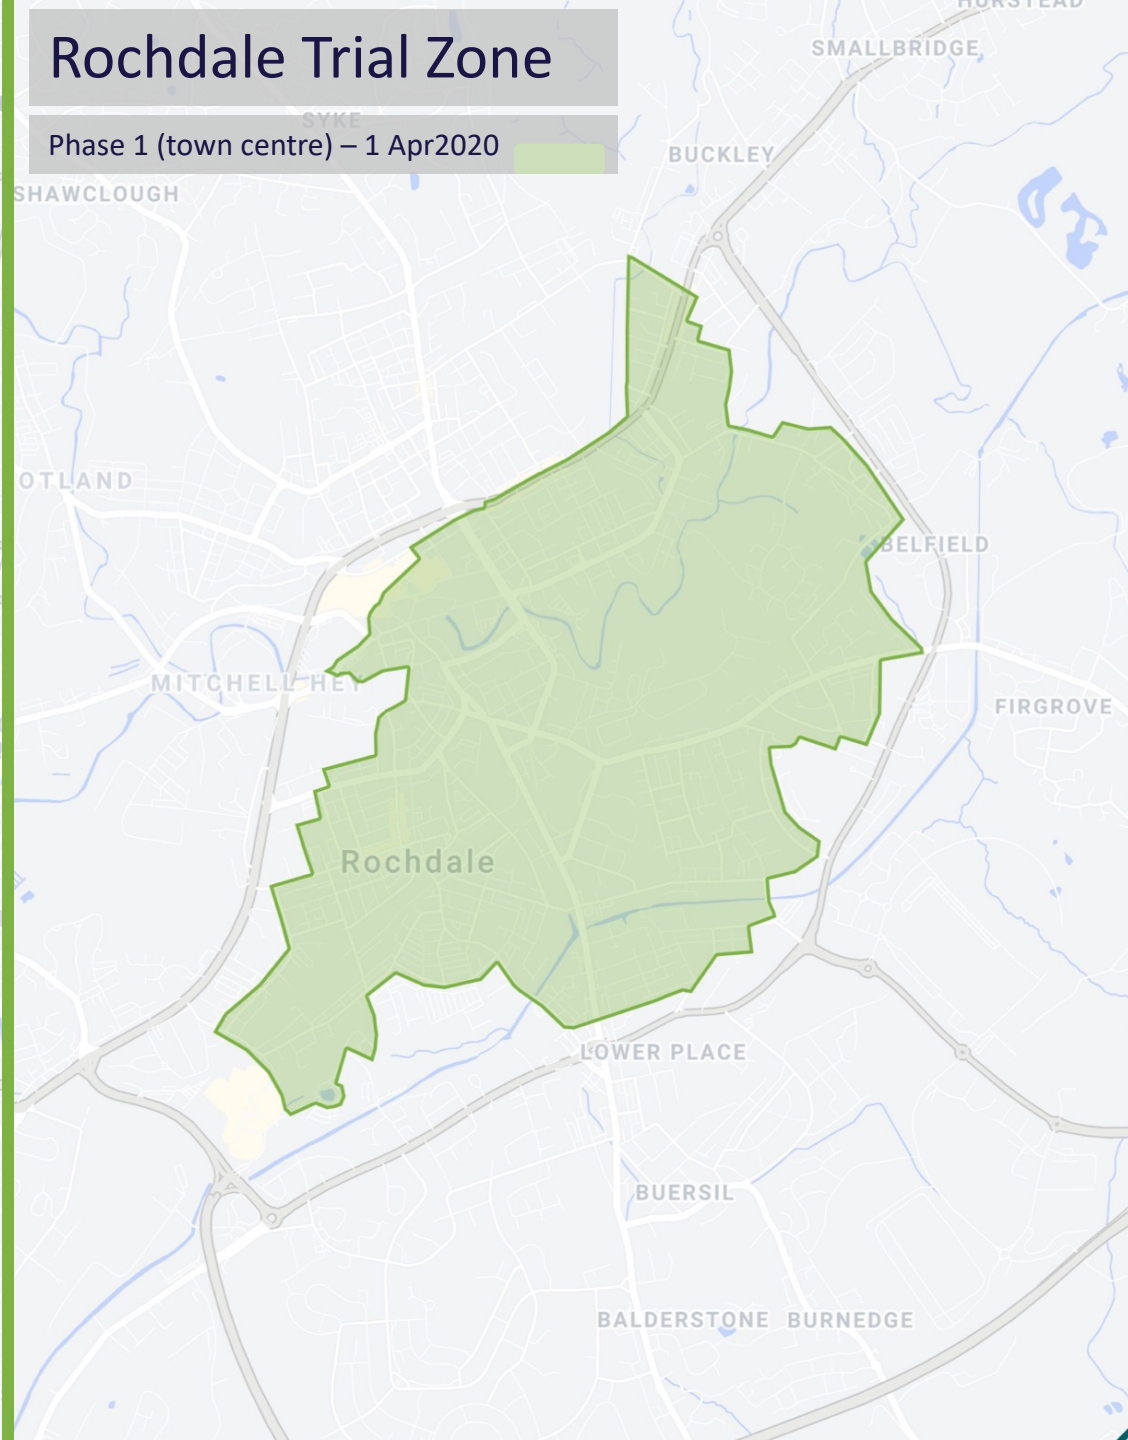 HURSTEAD
Rochdale Trial Zone
SMALLBRIDGE
SYKE
Phase 1 (town centre) – 1 Apr2020
BUCKLEY
SHAWCLOUGH
OTLAND
BELFIELD
MITCHELL HEY
FIRGROVE
Rochdale
LOWER PLACE
BUERSIL
BALDERSTONE
BURNEDGE